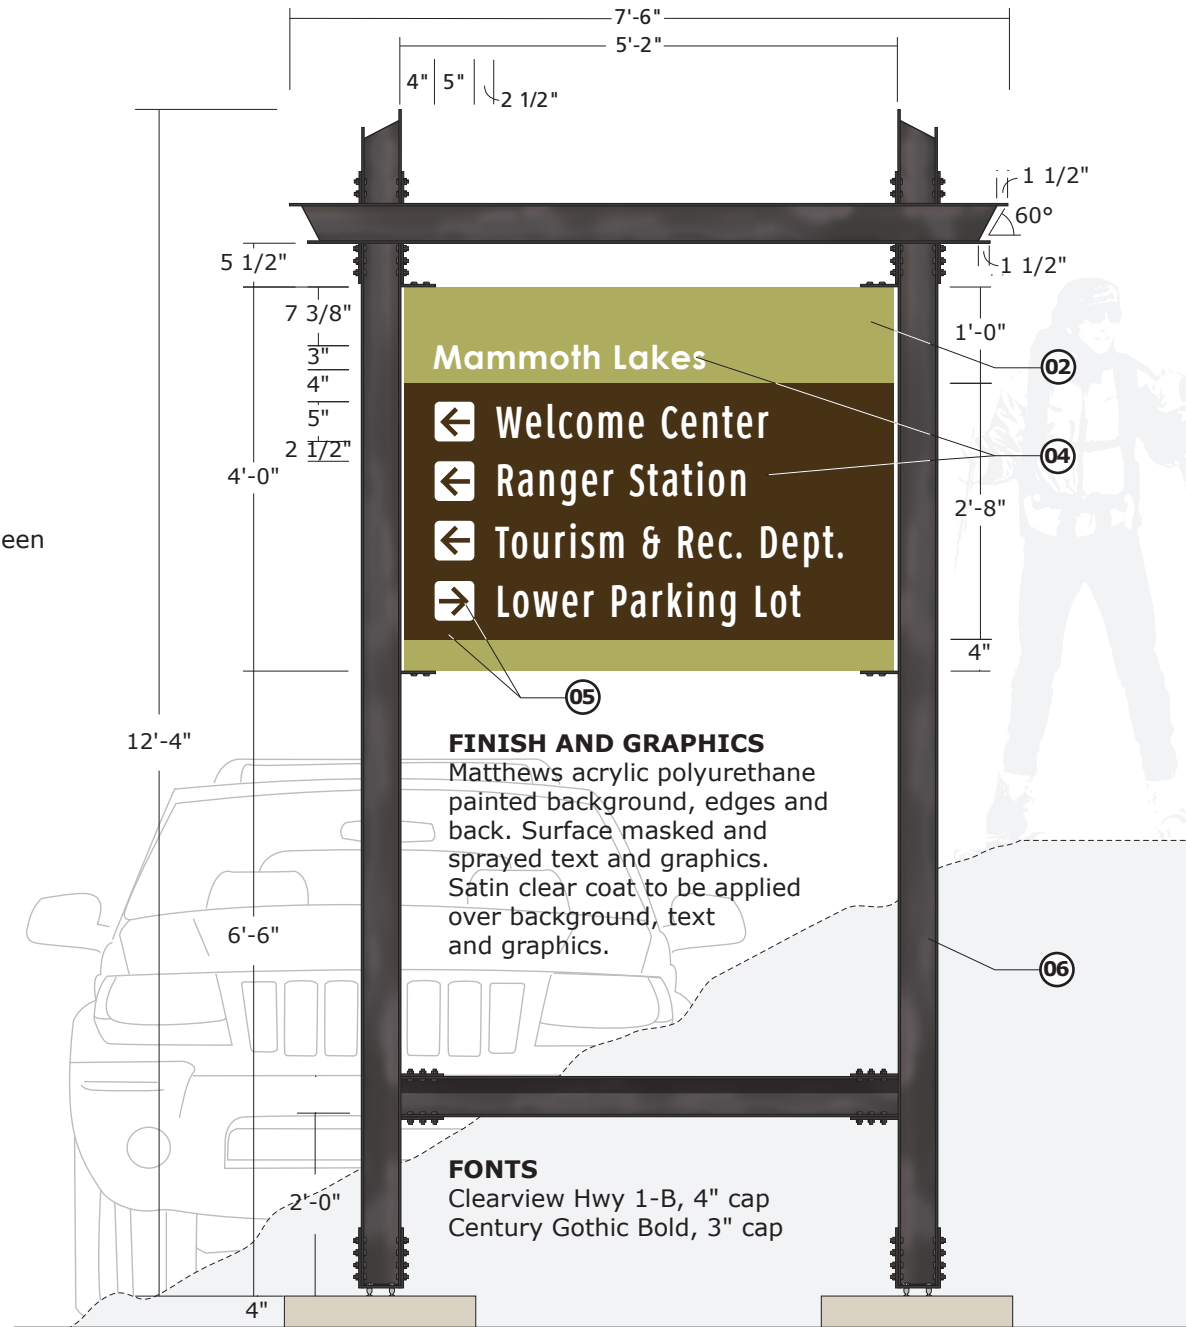 7'-6"
5'-2"
4" 5" 2 1/2"
1 1/2"
60°
5 1/2"
1 1/2"
7 3/8"
1'-0"
3"
Mammoth Lakes
02
4"
5"
Welcome Center
2 1/2"
04
4'-0"
Ranger Station
2'-8"
een
Tourism & Rec. Dept.
Lower Parking Lot
4"
05
12'-4"
FINISH AND GRAPHICS
Matthews acrylic polyurethane
painted background, edges and
back. Surface masked and
sprayed text and graphics.
Satin clear coat to be applied
over background, text
and graphics.
6'-6"
06
FONTS
Clearview Hwy 1-B, 4" cap
Century Gothic Bold, 3" cap
2'-0"
4"